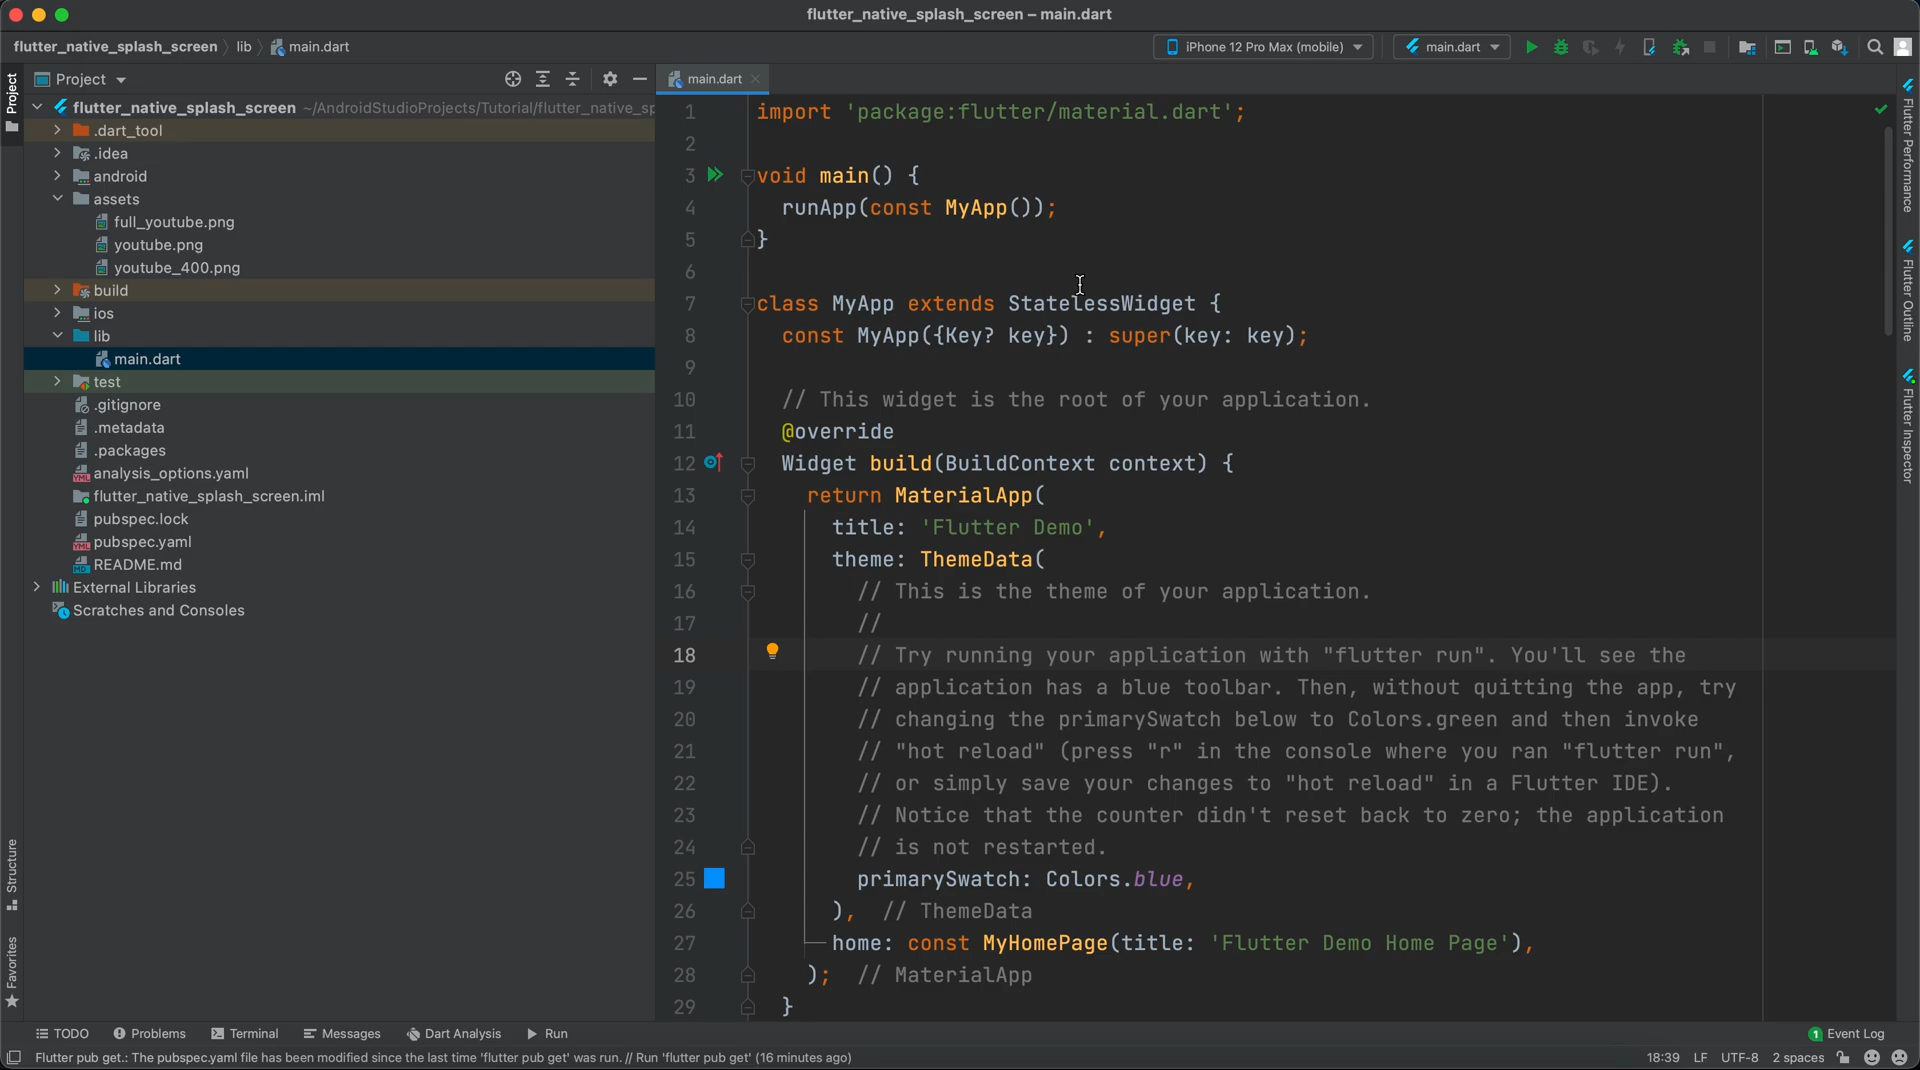 flutter_native_splash_screen – main.dart
flutter_native_splash_screen lib main.dart
iPhone 12 Pro Max (mobile) main.dart
Project
Project
main.dart
flutter_native_splash_screen ~/AndroidStudioProjects/Tutorial/flutter_native_sp
.dart_tool
.idea
android
assets
full_youtube.png
youtube.png
youtube_400.png
build
ios
lib
main.dart
test
.gitignore
.metadata
.packages
analysis_options.yaml
flutter_native_splash_screen.iml
pubspec.lock
pubspec.yaml
README.md
External Libraries
Scratches and Consoles
Structure
Favorites
1 import 'package:flutter/material.dart';
2
3 void main() {
4 runApp(const MyApp());
5 }
6
7 class MyApp extends StatelessWidget {
8 const MyApp({Key? key}) : super(key: key);
9
10 // This widget is the root of your application.
11 @override
12 Widget build(BuildContext context) {
13 return MaterialApp(
14 title: 'Flutter Demo',
15 theme: ThemeData(
16 // This is the theme of your application.
17 //
18 // Try running your application with "flutter run". You'll see the
19 // application has a blue toolbar. Then, without quitting the app, try
20 // changing the primarySwatch below to Colors.green and then invoke
21 // "hot reload" (press "r" in the console where you ran "flutter run",
22 // or simply save your changes to "hot reload" in a Flutter IDE).
23 // Notice that the counter didn't reset back to zero; the application
24 // is not restarted.
25 primarySwatch: Colors.blue,
26 ), // ThemeData
27 home: const MyHomePage(title: 'Flutter Demo Home Page'),
28 ); // MaterialApp
29 }
Flutter Performance
Flutter Outline
Flutter Inspector
TODO Problems Terminal Messages Dart Analysis Run 1 Event Log
Flutter pub get.: The pubspec.yaml file has been modified since the last time 'flutter pub get' was run. // Run 'flutter pub get' (16 minutes ago) 18:39 LF UTF-8 2 spaces